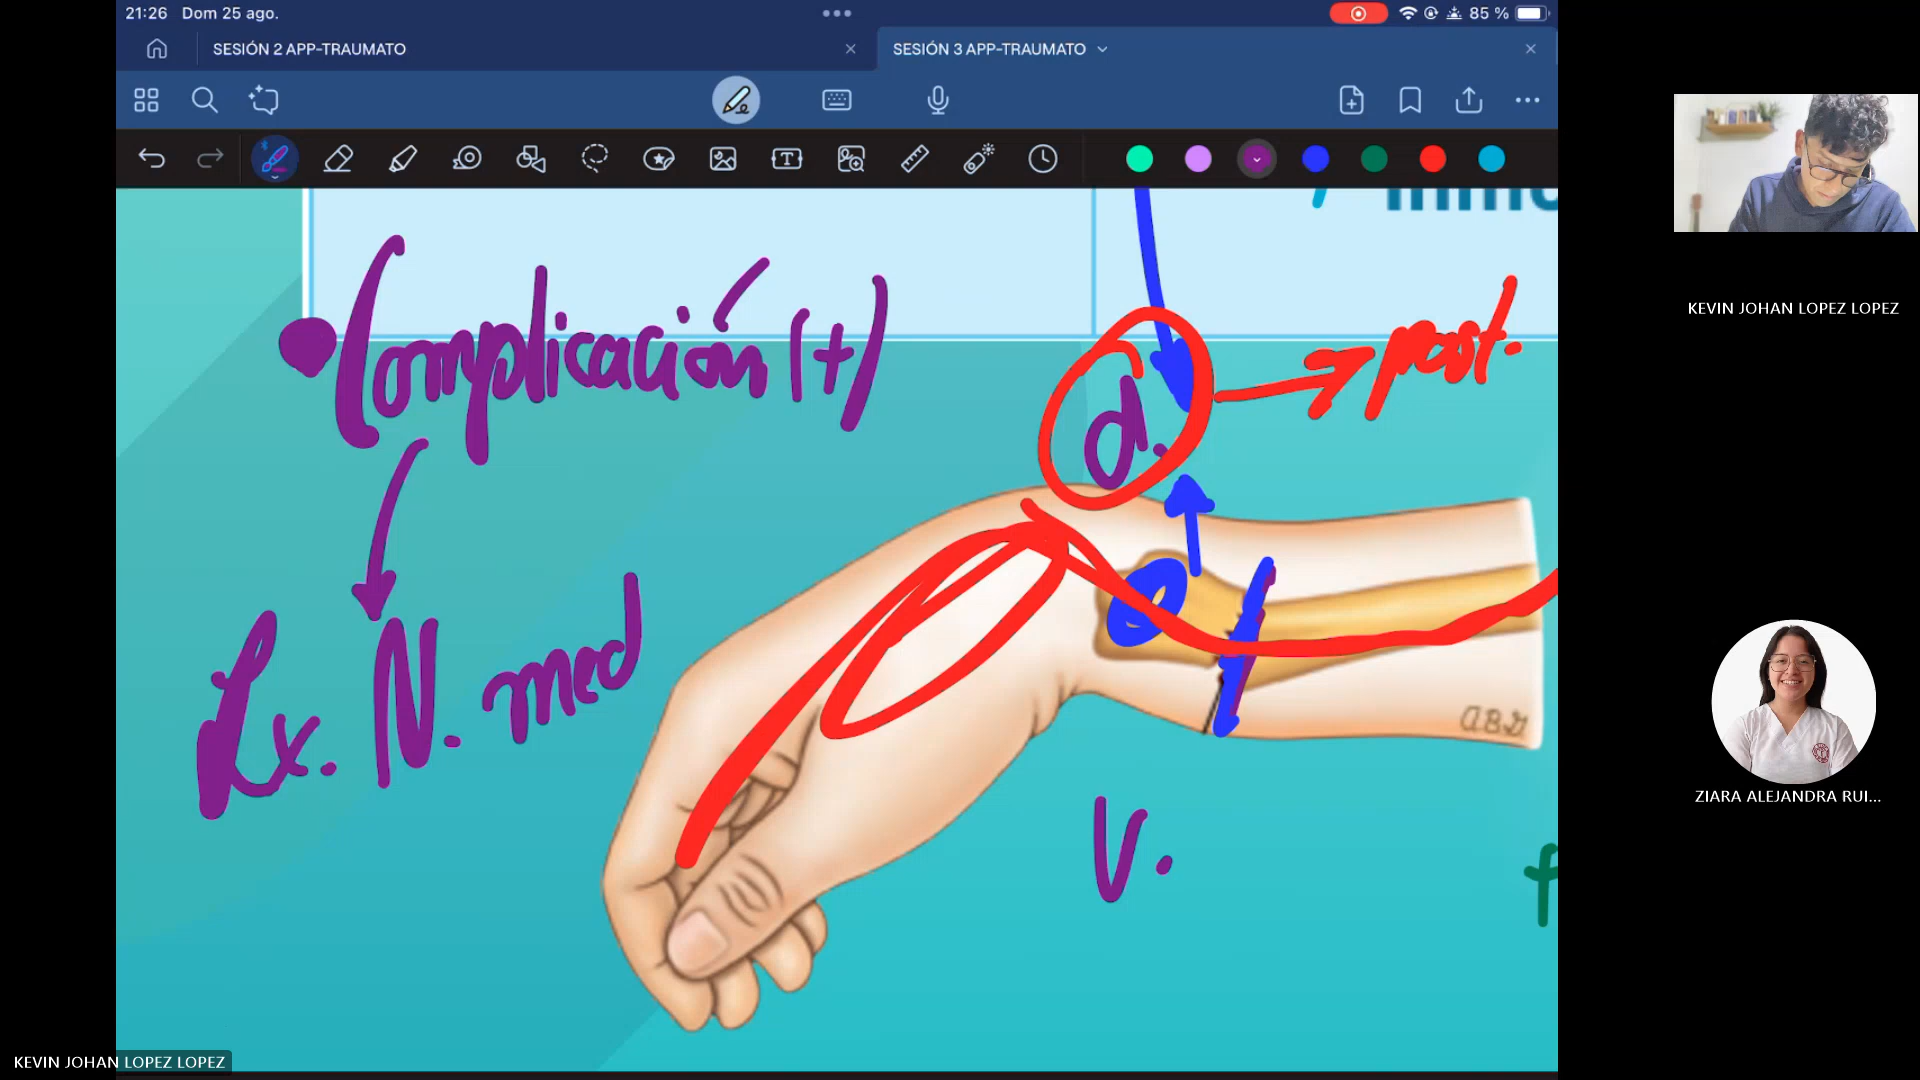 21:26 Dom 25 ago.
85 %
SESIÓN 2 APP-TRAUMATO
SESIÓN 3 APP-TRAUMATO
Complicación (+)
d.
post.
Lx. N. med
V.
f
KEVIN JOHAN LOPEZ LOPEZ
ZIARA ALEJANDRA RUI...
KEVIN JOHAN LOPEZ LOPEZ